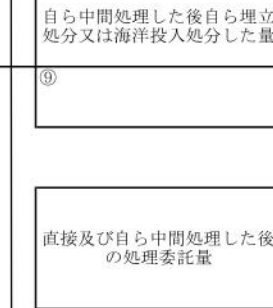 自ら中間処理した後自ら埋立
処分又は海洋投入処分した量
⑨
直接及び自ら中間処理した後
の処理委託量